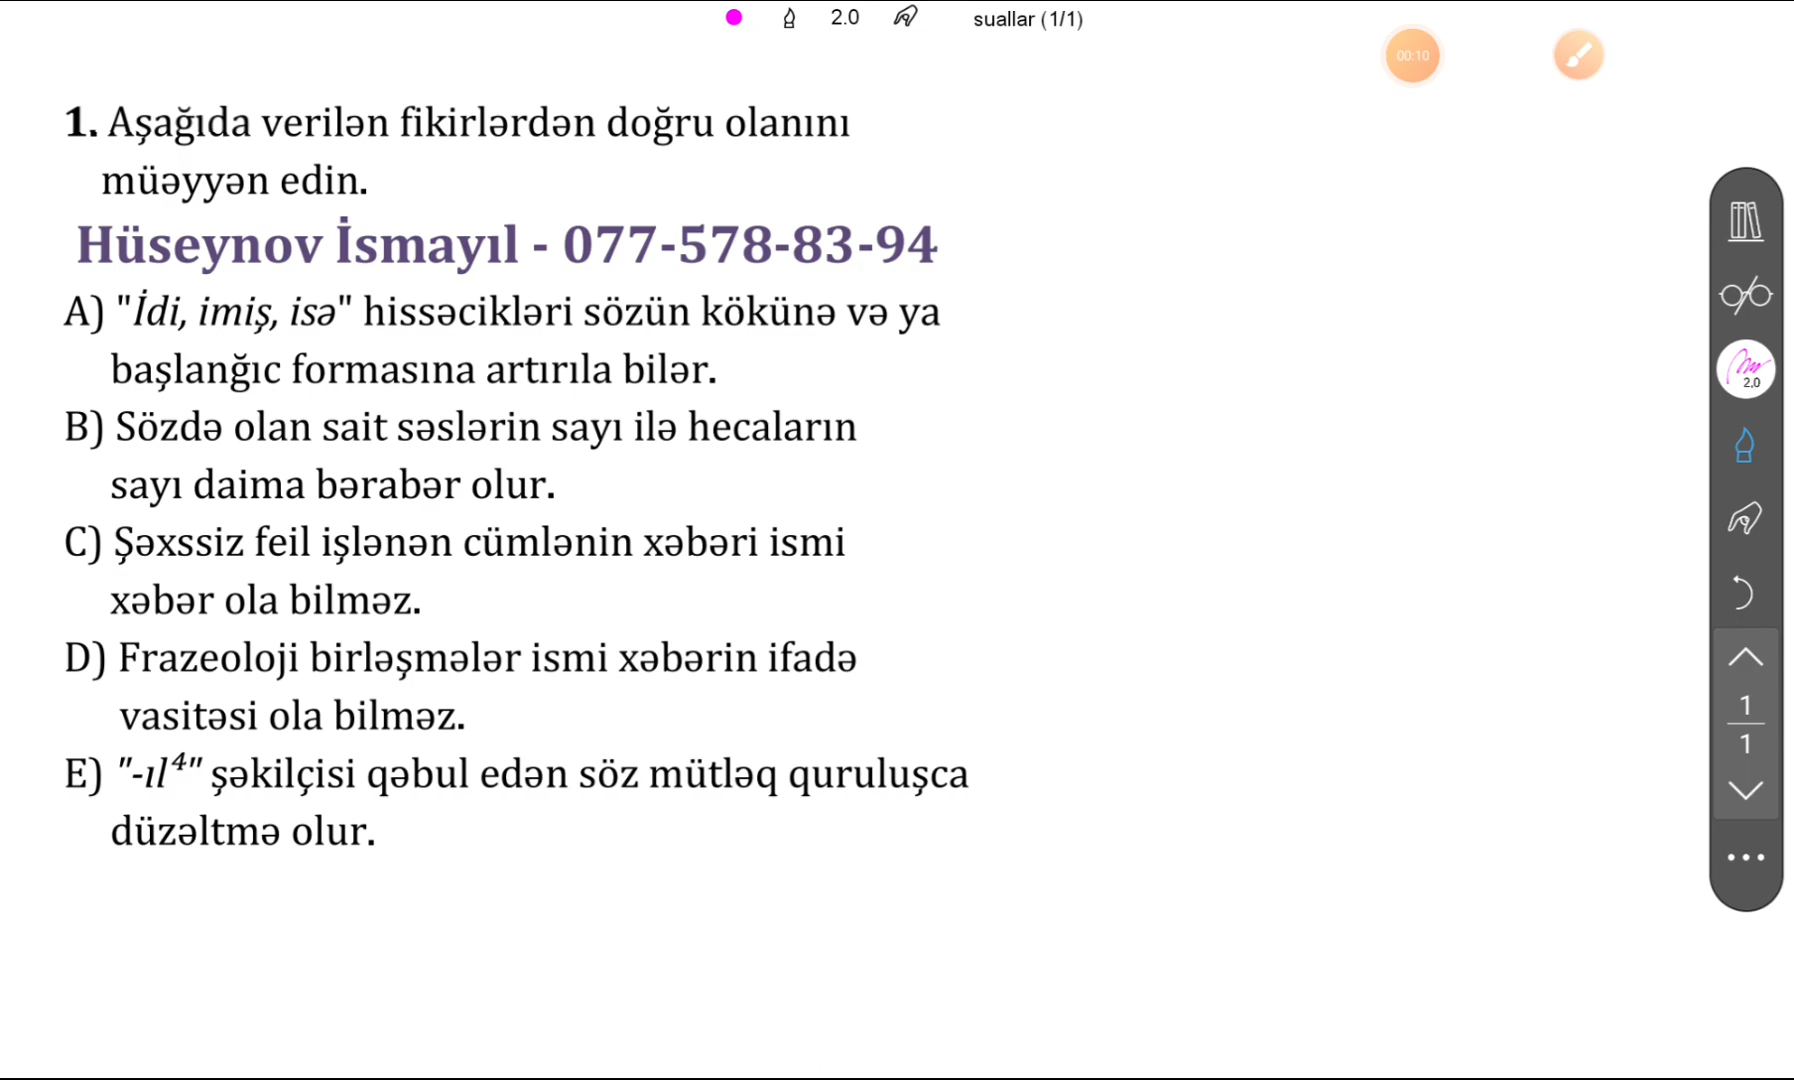 2.0 suallar (1/1)
00:10
1. Aşağıda verilən fikirlərdən doğru olanını
müəyyən edin.
Hüseynov İsmayıl - 077-578-83-94
A) "İdi, imiş, isə" hissəcikləri sözün kökünə və ya
başlanğıc formasına artırıla bilər.
B) Sözdə olan sait səslərin sayı ilə hecaların
sayı daima bərabər olur.
C) Şəxssiz feil işlənən cümlənin xəbəri ismi
xəbər ola bilməz.
D) Frazeoloji birləşmələr ismi xəbərin ifadə
vasitəsi ola bilməz.
E) "-ıl⁴" şəkilçisi qəbul edən söz mütləq quruluşca
düzəltmə olur.
2,0
1
1